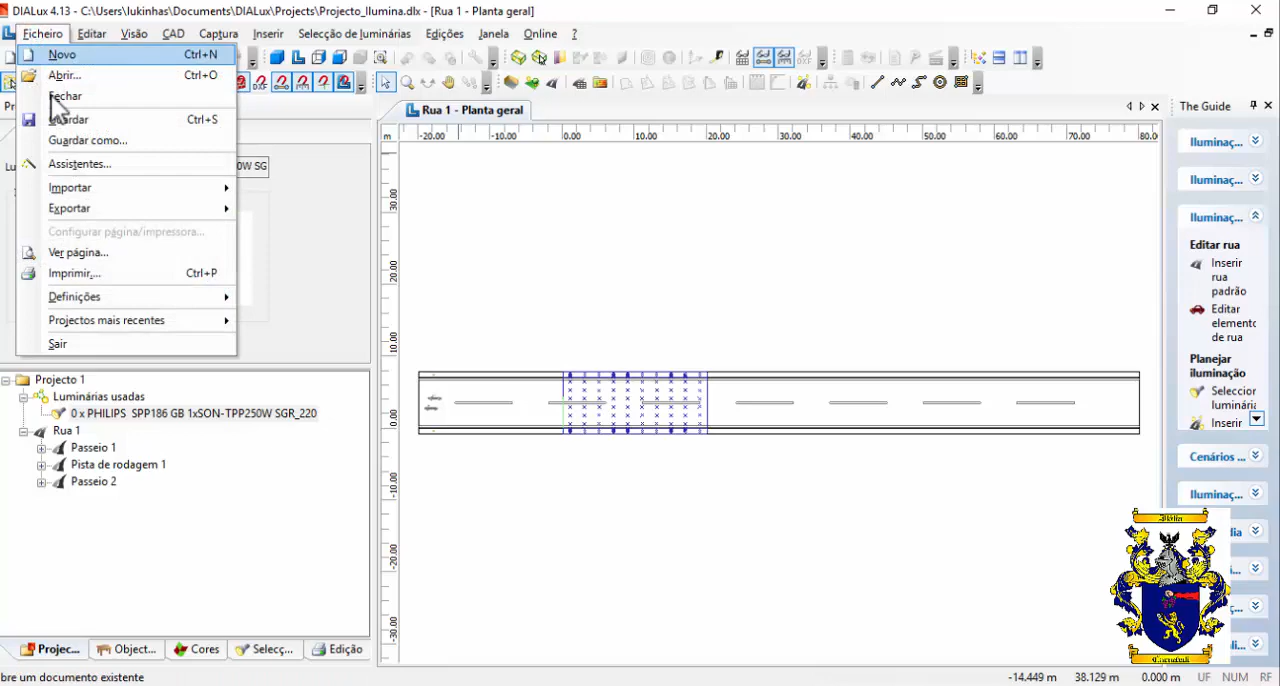 DIALux 4.13 - C:\Users\lukinhas\Documents\DIALux\Projects\Projecto_Ilumina.dlx - [Rua 1 - Planta geral]
Ficheiro Editar Visão CAD Captura Inserir Selecção de luminárias Edições Janela Online ?
Novo Ctrl+N
Abrir... Ctrl+O
Fechar
Guardar Ctrl+S
Guardar como...
Assistentes...
Importar
Exportar
Configurar página/impressora...
Ver página...
Imprimir... Ctrl+P
Definições
Projectos mais recentes
Sair
0W SG
Projecto 1
Luminárias usadas
0 x PHILIPS SPP186 GB 1xSON-TPP250W SGR_220
Rua 1
Passeio 1
Pista de rodagem 1
Passeio 2
Projec... Object... Cores Selecç... Edição
Rua 1 - Planta geral
m -20.00 -10.00 0.00 10.00 20.00 30.00 40.00 50.00 60.00 70.00 80.00
30.00
20.00
10.00
0.00
-10.00
-20.00
-30.00
The Guide
Iluminaç...
Iluminaç...
Iluminaç...
Editar rua
Inserir
rua
padrão
Editar
elemento
de rua
Planejar
iluminação
Seleccior
luminária
Inserir
Cenários ...
Iluminaç...
dia
-14.449 m 38.129 m 0.000 m UF NUM RF
bre um documento existente